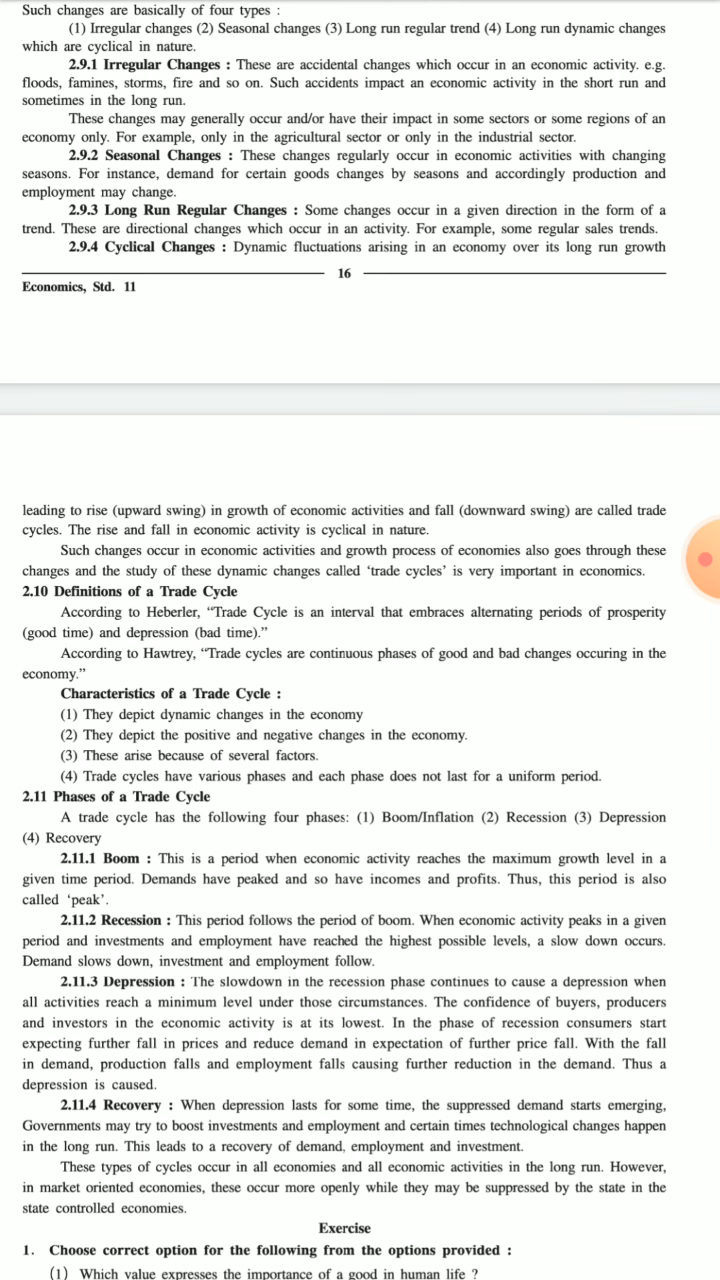 Such changes are basically of four types :
(1) Irregular changes (2) Seasonal changes (3) Long run regular trend (4) Long run dynamic changes
which are cyclical in nature.
2.9.1 Irregular Changes : These are accidental changes which occur in an economic activity. e.g.
floods, famines, storms, fire and so on. Such accidents impact an economic activity in the short run and
sometimes in the long run.
These changes may generally occur and/or have their impact in some sectors or some regions of an
economy only. For example, only in the agricultural sector or only in the industrial sector.
2.9.2 Seasonal Changes : These changes regularly occur in economic activities with changing
seasons. For instance, demand for certain goods changes by seasons and accordingly production and
employment may change.
2.9.3 Long Run Regular Changes : Some changes occur in a given direction in the form of a
trend. These are directional changes which occur in an activity. For example, some regular sales trends.
2.9.4 Cyclical Changes : Dynamic fluctuations arising in an economy over its long run growth
16
Economics, Std. 11
leading to rise (upward swing) in growth of economic activities and fall (downward swing) are called trade
cycles. The rise and fall in economic activity is cyclical in nature.
Such changes occur in economic activities and growth process of economies also goes through these
changes and the study of these dynamic changes called ‘trade cycles’ is very important in economics.
2.10 Definitions of a Trade Cycle
According to Heberler, “Trade Cycle is an interval that embraces alternating periods of prosperity
(good time) and depression (bad time).”
According to Hawtrey, “Trade cycles are continuous phases of good and bad changes occuring in the
economy.”
Characteristics of a Trade Cycle :
(1) They depict dynamic changes in the economy
(2) They depict the positive and negative changes in the economy.
(3) These arise because of several factors.
(4) Trade cycles have various phases and each phase does not last for a uniform period.
2.11 Phases of a Trade Cycle
A trade cycle has the following four phases: (1) Boom/Inflation (2) Recession (3) Depression
(4) Recovery
2.11.1 Boom : This is a period when economic activity reaches the maximum growth level in a
given time period. Demands have peaked and so have incomes and profits. Thus, this period is also
called ‘peak’.
2.11.2 Recession : This period follows the period of boom. When economic activity peaks in a given
period and investments and employment have reached the highest possible levels, a slow down occurs.
Demand slows down, investment and employment follow.
2.11.3 Depression : The slowdown in the recession phase continues to cause a depression when
all activities reach a minimum level under those circumstances. The confidence of buyers, producers
and investors in the economic activity is at its lowest. In the phase of recession consumers start
expecting further fall in prices and reduce demand in expectation of further price fall. With the fall
in demand, production falls and employment falls causing further reduction in the demand. Thus a
depression is caused.
2.11.4 Recovery : When depression lasts for some time, the suppressed demand starts emerging,
Governments may try to boost investments and employment and certain times technological changes happen
in the long run. This leads to a recovery of demand, employment and investment.
These types of cycles occur in all economies and all economic activities in the long run. However,
in market oriented economies, these occur more openly while they may be suppressed by the state in the
state controlled economies.
Exercise
1. Choose correct option for the following from the options provided :
(1) Which value expresses the importance of a good in human life ?